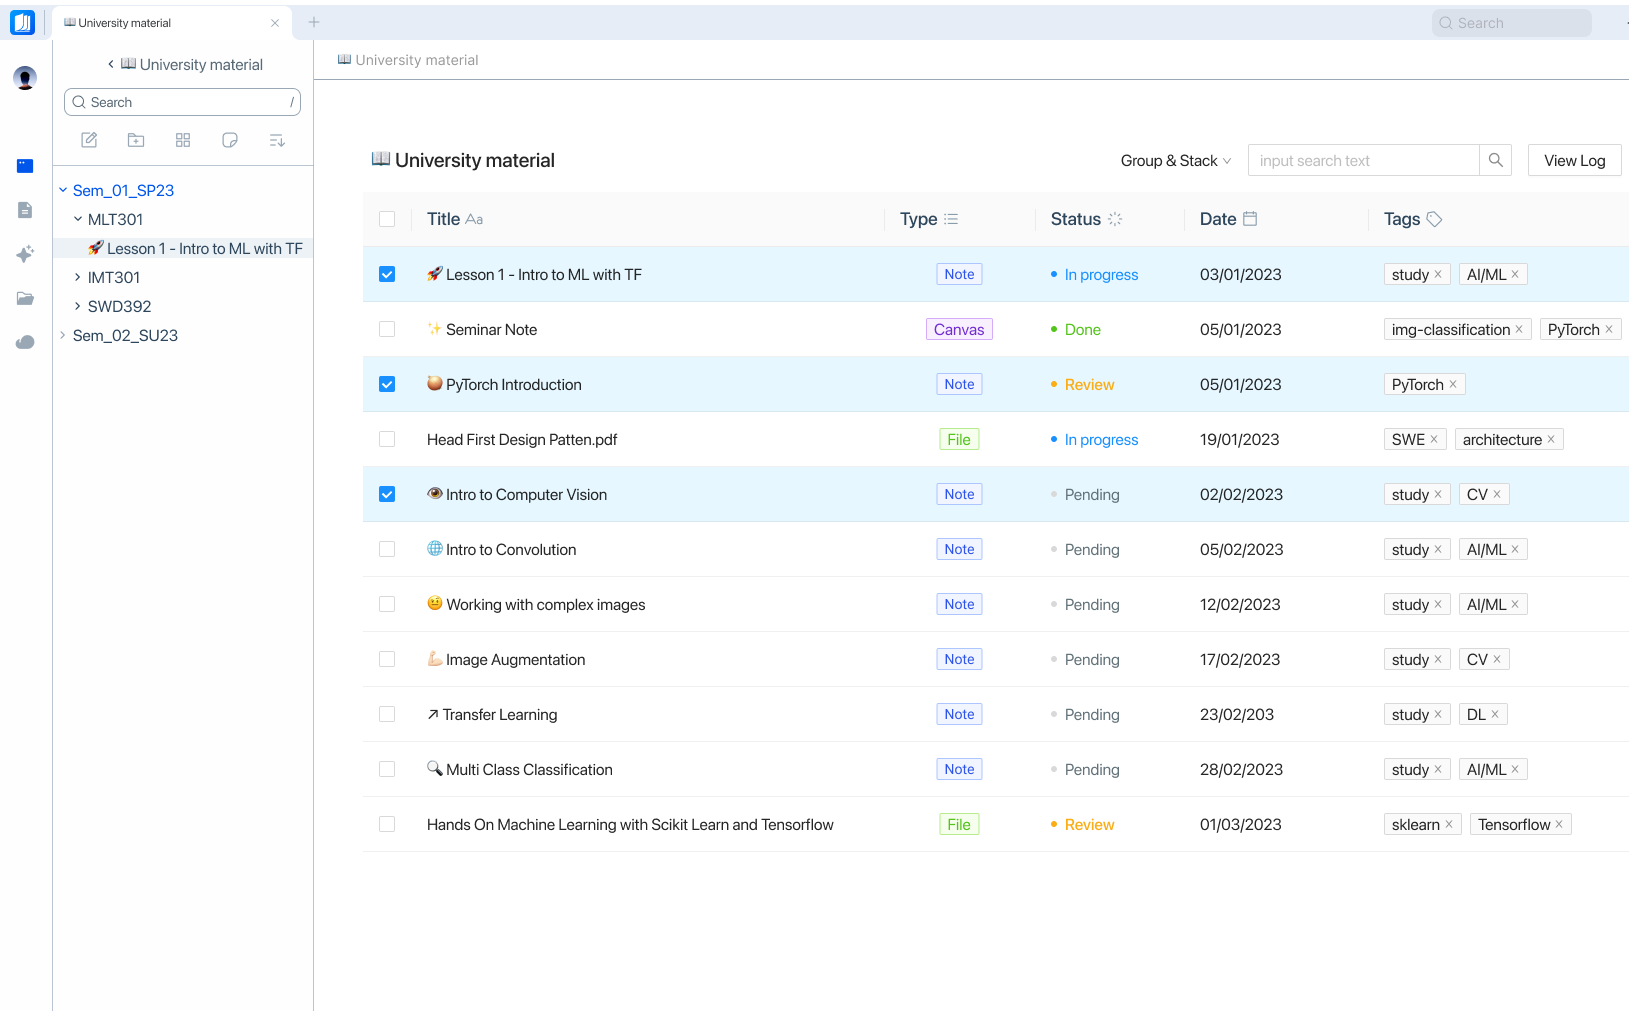 University material
Search
University material
University material
Search /
Sem_01_SP23
MLT301
Lesson 1 - Intro to ML with TF
IMT301
SWD392
Sem_02_SU23
University material
Group & Stack
input search text
View Log
Title Aa Type Status Date Tags
Lesson 1 - Intro to ML with TF Note In progress 03/01/2023 study × AI/ML ×
Seminar Note Canvas Done 05/01/2023 img-classification × PyTorch ×
PyTorch Introduction Note Review 05/01/2023 PyTorch ×
Head First Design Patten.pdf File In progress 19/01/2023 SWE × architecture ×
Intro to Computer Vision Note Pending 02/02/2023 study × CV ×
Intro to Convolution Note Pending 05/02/2023 study × AI/ML ×
Working with complex images Note Pending 12/02/2023 study × AI/ML ×
Image Augmentation Note Pending 17/02/2023 study × CV ×
Transfer Learning Note Pending 23/02/203 study × DL ×
Multi Class Classification Note Pending 28/02/2023 study × AI/ML ×
Hands On Machine Learning with Scikit Learn and Tensorflow File Review 01/03/2023 sklearn × Tensorflow ×